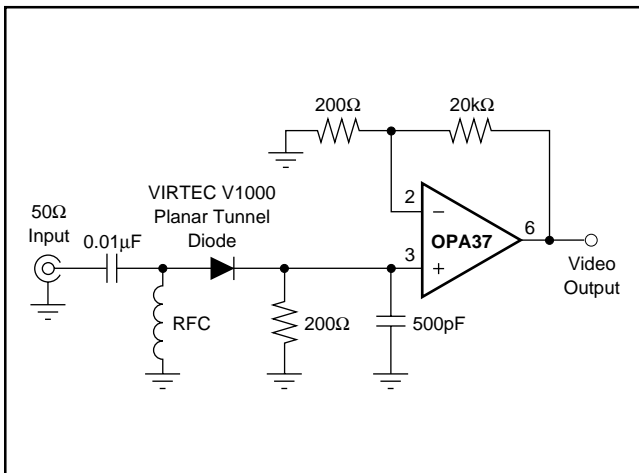 200Ω
20kΩ
VIRTEC V1000
Planar Tunnel
Diode
50Ω
Input
0.01µF
2
−
OPA37
6
3
+
Video
Output
RFC
200Ω
500pF